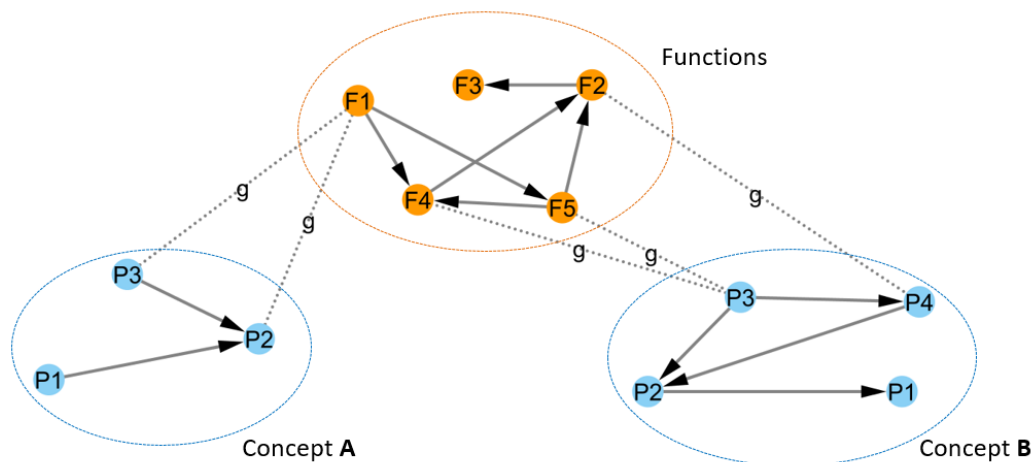 Functions
F3
F2
F1
g
g
F4
F5
g
g
g
P3
P2
P1
P3
P4
P2
P1
Concept A
Concept B